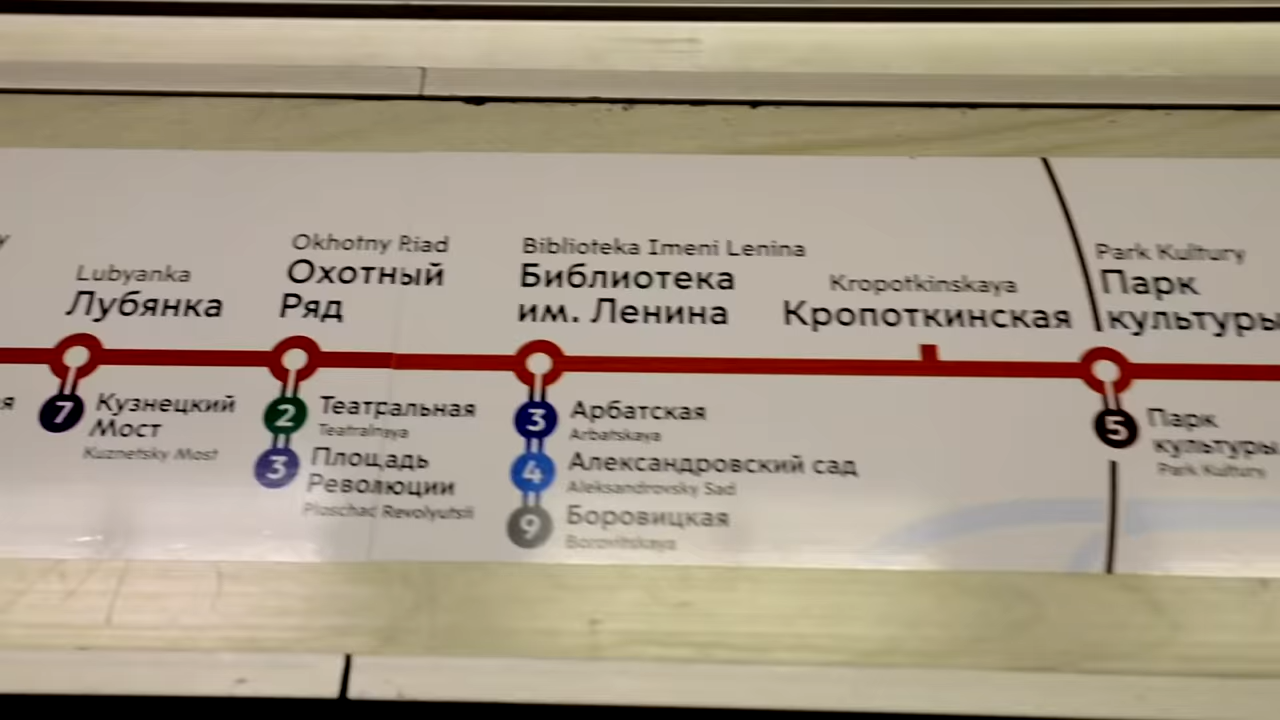 Lubyanka
Лубянка
7 Кузнецкий
Мост
Kuznetsky Most
Okhotny Riad
Охотный
Ряд
2 Театральная
Teatralnaya
3 Площадь
Революции
Ploschad Revolyutsii
Biblioteka Imeni Lenina
Библиотека
им. Ленина
3 Арбатская
Arbatskaya
4 Александровский сад
Aleksandrovsky Sad
9 Боровицкая
Borovitskaya
Kropotkinskaya
Кропоткинская
Park Kultury
Парк
культуры
5 Парк
культуры
Park Kultury